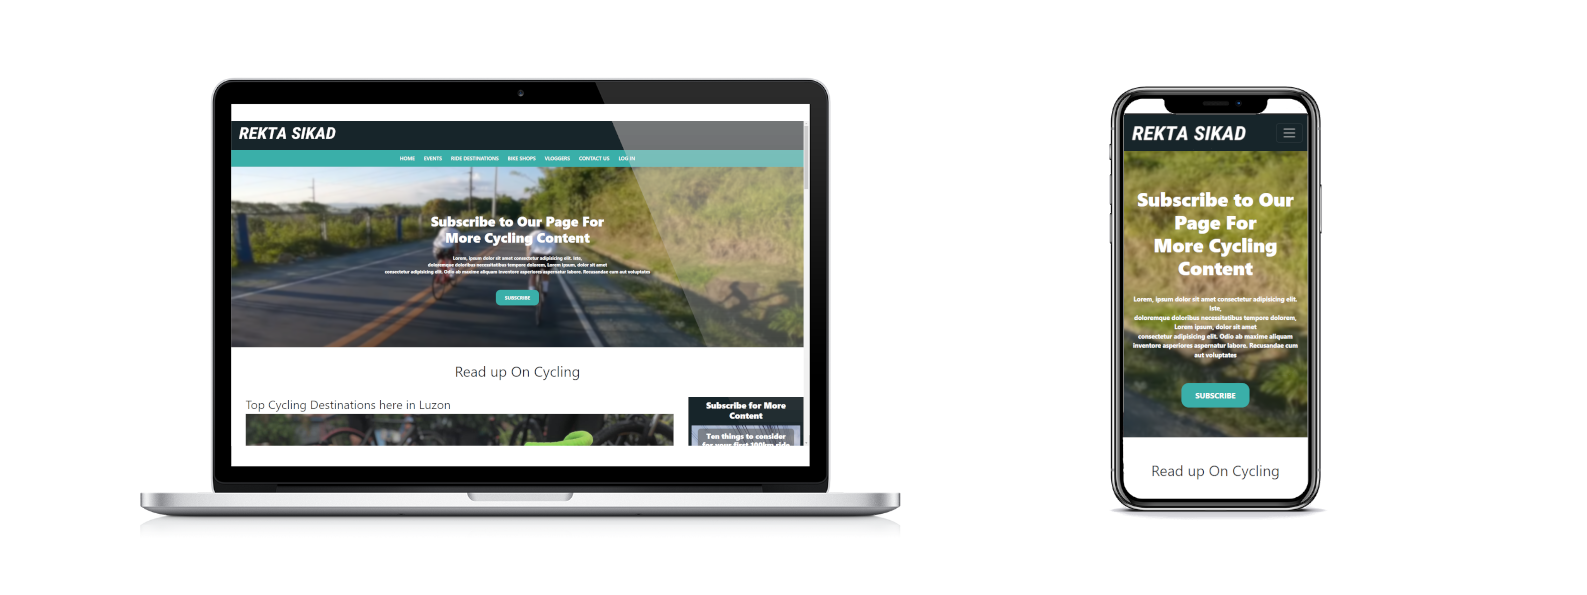 REKTA SIKAD
HOME EVENTS RIDE DESTINATIONS BIKE SHOPS VLOGGERS CONTACT US LOG IN
Subscribe to Our Page For
More Cycling Content
Lorem, ipsum dolor sit amet consectetur adipisicing elit. Iste,
doloremque doloribus necessitatibus tempore dolorem, Lorem ipsum, dolor sit amet
consectetur adipisicing elit. Odio ab maxime aliquam inventore asperiores aspernatur labore. Recusandae cum aut voluptates
SUBSCRIBE
Read up On Cycling
Top Cycling Destinations here in Luzon
Subscribe for More
Content
Ten things to consider
for your first 100km ride
REKTA SIKAD
Subscribe to Our
Page For
More Cycling
Content
Lorem, ipsum dolor sit amet consectetur adipisicing elit.
Iste,
doloremque doloribus necessitatibus tempore dolorem,
Lorem ipsum, dolor sit amet
consectetur adipisicing elit. Odio ab maxime aliquam
inventore asperiores aspernatur labore. Recusandae cum
aut voluptates
SUBSCRIBE
Read up On Cycling